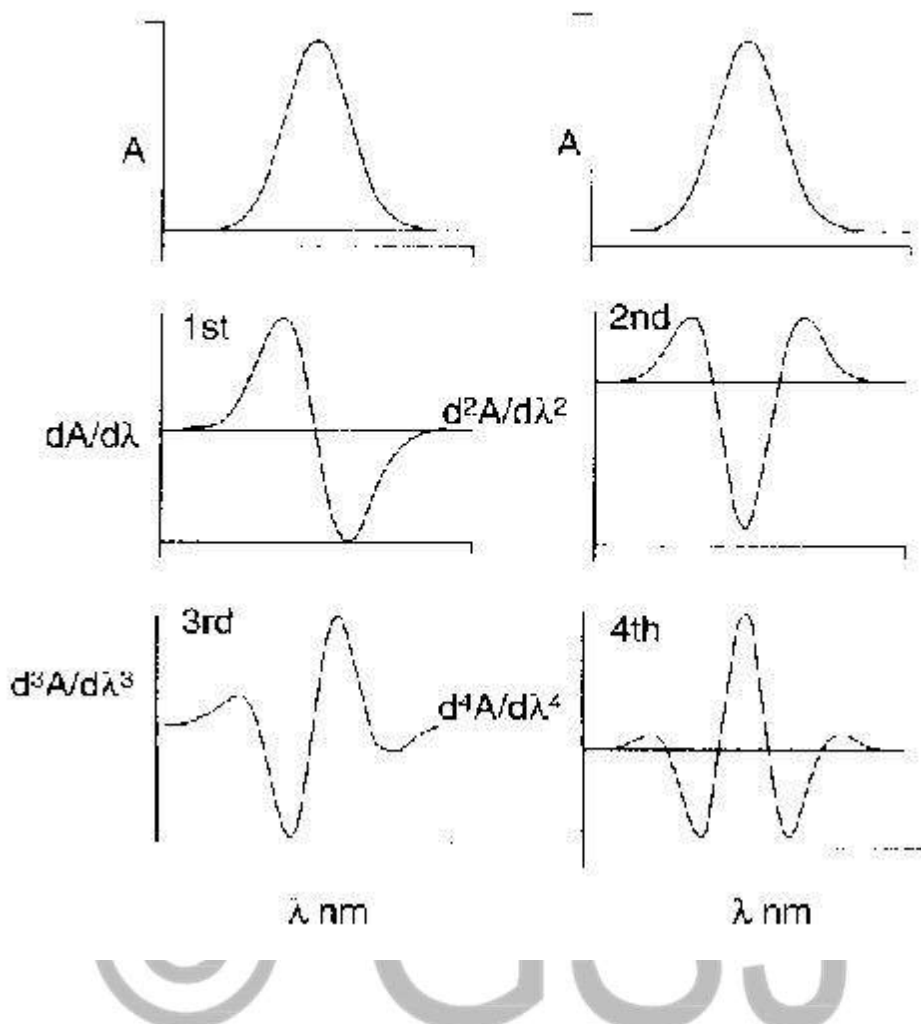 A
A
1st
2nd
dA/dλ
d²A/dλ²
3rd
4th
d³A/dλ³
d⁴A/dλ⁴
λ nm
λ nm